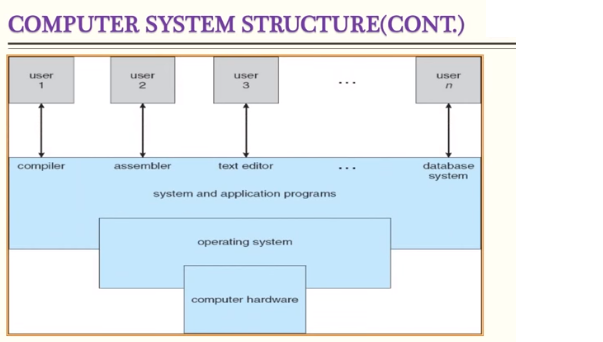 COMPUTER SYSTEM STRUCTURE(CONT.)
user user user ... user
1 2 3 n
compiler assembler text editor ... database
system
system and application programs
operating system
computer hardware